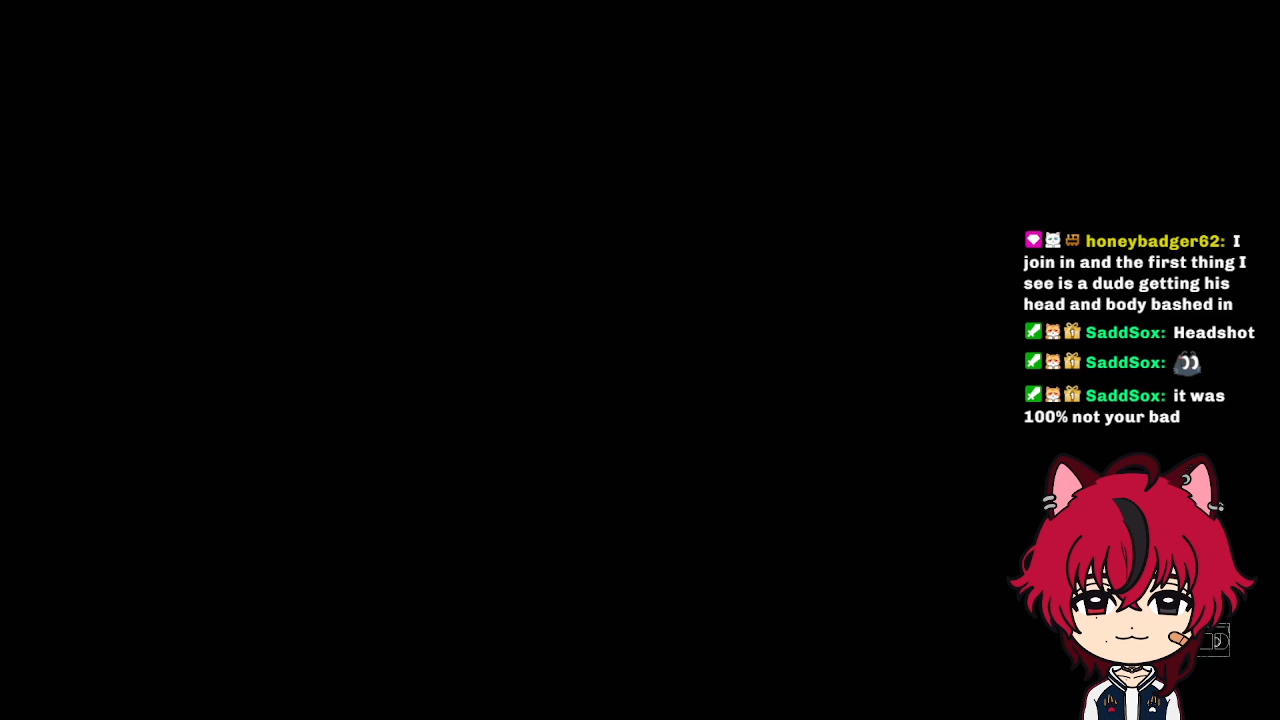 honeybadger62: I
join in and the first thing I
see is a dude getting his
head and body bashed in
SaddSox: Headshot
SaddSox:
SaddSox: it was
100% not your bad